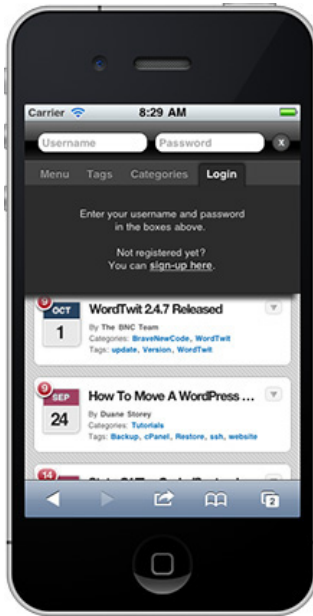 Carrier 8:29 AM
Username Password x
Menu Tags Categories Login
Enter your username and password
in the boxes above.
Not registered yet?
You can sign-up here.
9
OCT
1
WordTwit 2.4.7 Released
By The BNC Team
Categories: BraveNewCode, WordTwit
Tags: update, Version, WordTwit
9
SEP
24
How To Move A WordPress ...
By Duane Storey
Categories: Tutorials
Tags: Backup, cPanel, Restore, ssh, website
14
2